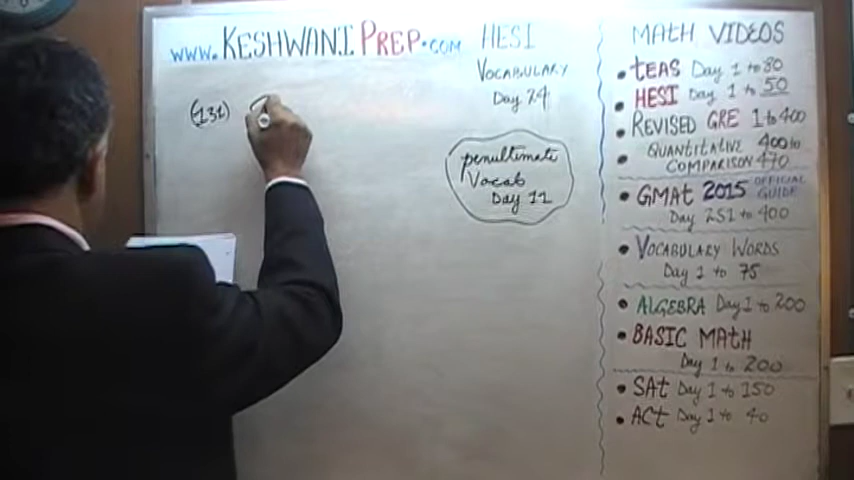 www.KESHWANIPREP.COM
HESI
VOCABULARY
Day 24
(131)
penultimate
Vocab
Day 11
MATH VIDEOS
TEAS Day 1 to 80
HESI Day 1 to 50
REVISED GRE 1 to 400
QUANTITATIVE 400 to
COMPARISON 470
GMAT 2015 OFFICIAL GUIDE
Day 251 to 400
VOCABULARY WORDS
Day 1 to 75
ALGEBRA Day 1 to 200
BASIC MATH
Day 1 to 200
SAT Day 1 to 150
ACT Day 1 to 40